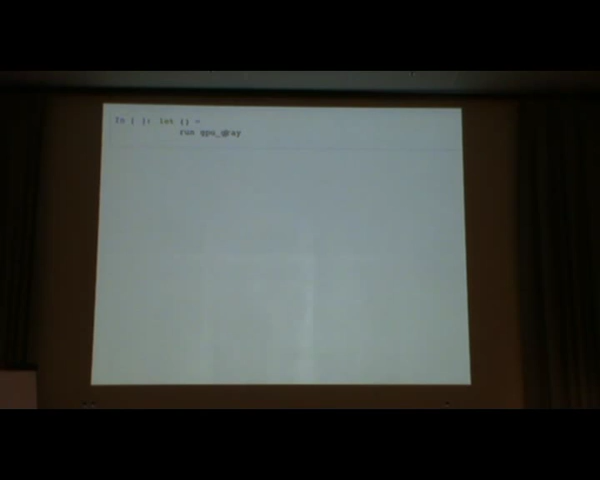 In [ ]: let () =
run gpu_gray